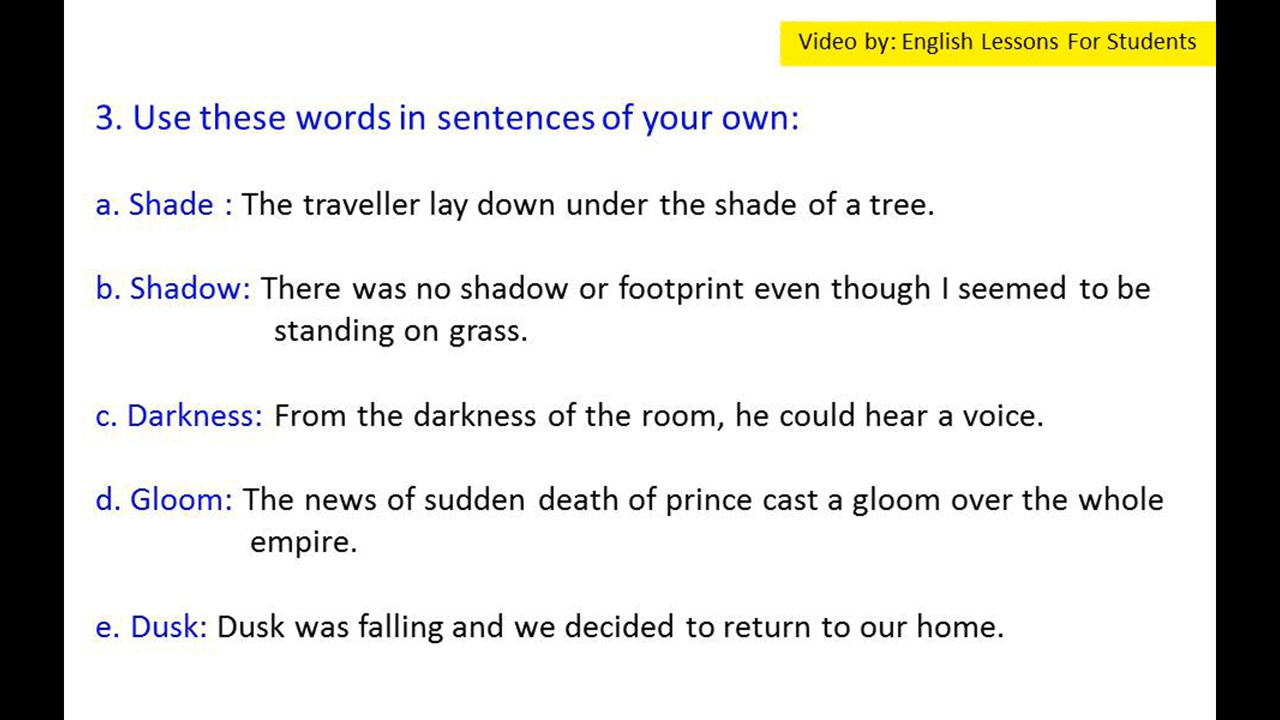 Video by: English Lessons For Students
3. Use these words in sentences of your own:
a. Shade : The traveller lay down under the shade of a tree.
b. Shadow: There was no shadow or footprint even though I seemed to be
standing on grass.
c. Darkness: From the darkness of the room, he could hear a voice.
d. Gloom: The news of sudden death of prince cast a gloom over the whole
empire.
e. Dusk: Dusk was falling and we decided to return to our home.